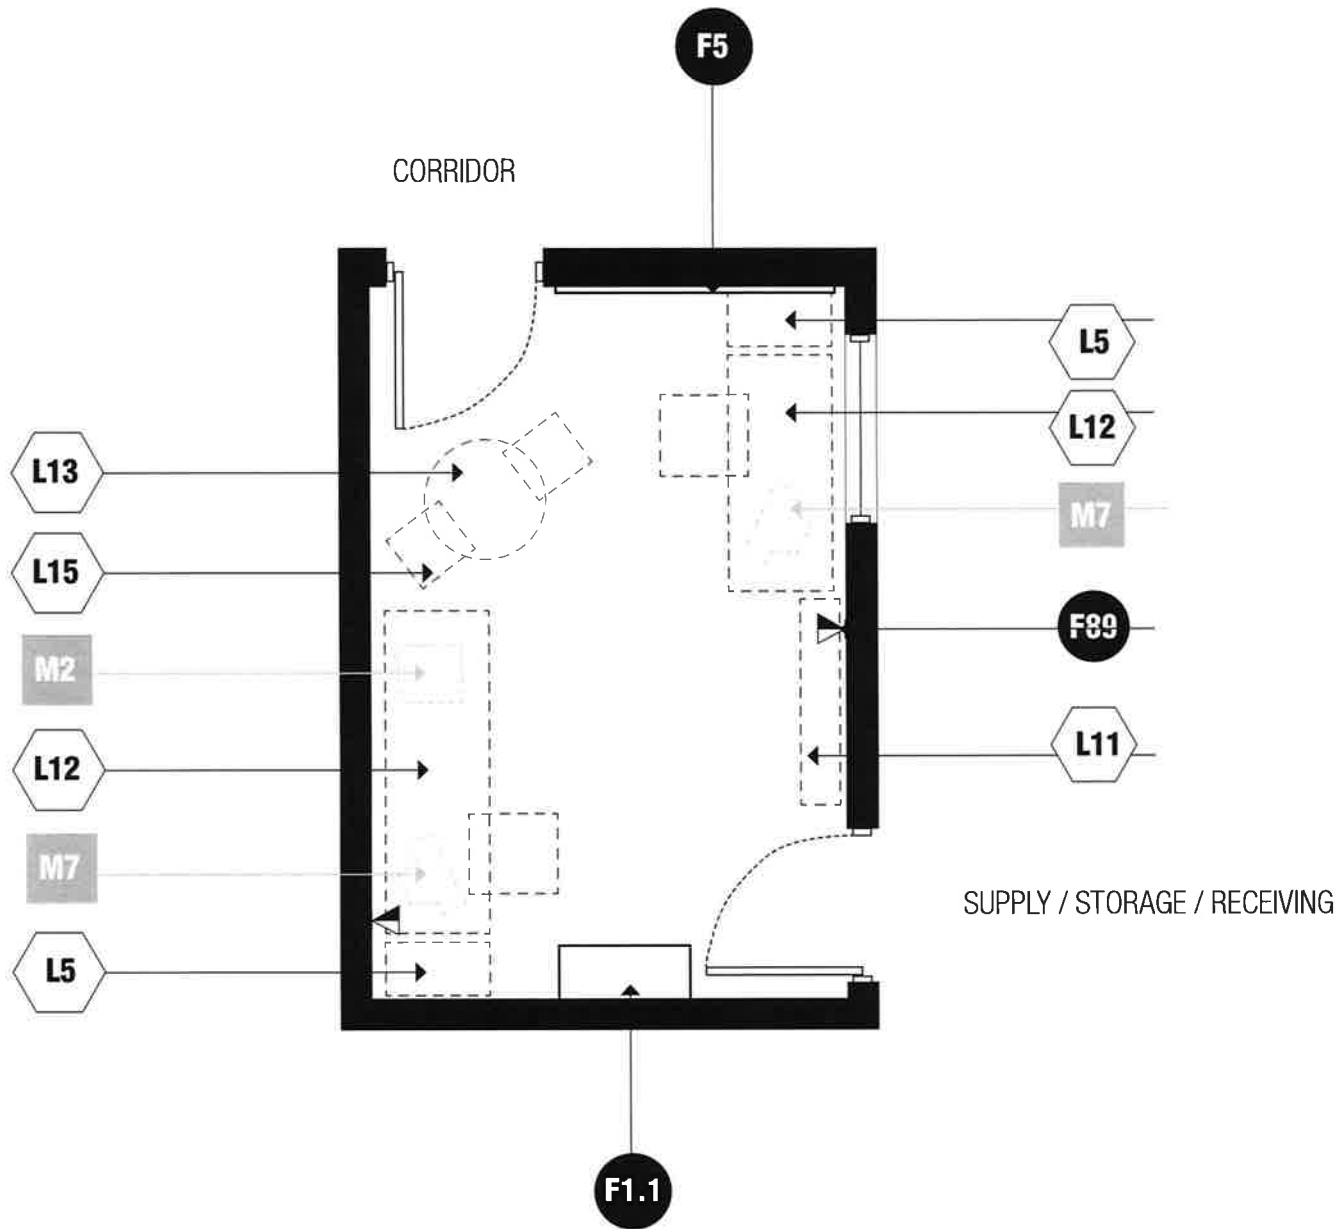 F5
CORRIDOR
L5
L12
L13
M7
L15
F89
M2
L11
L12
M7
SUPPLY / STORAGE / RECEIVING
L5
F1.1